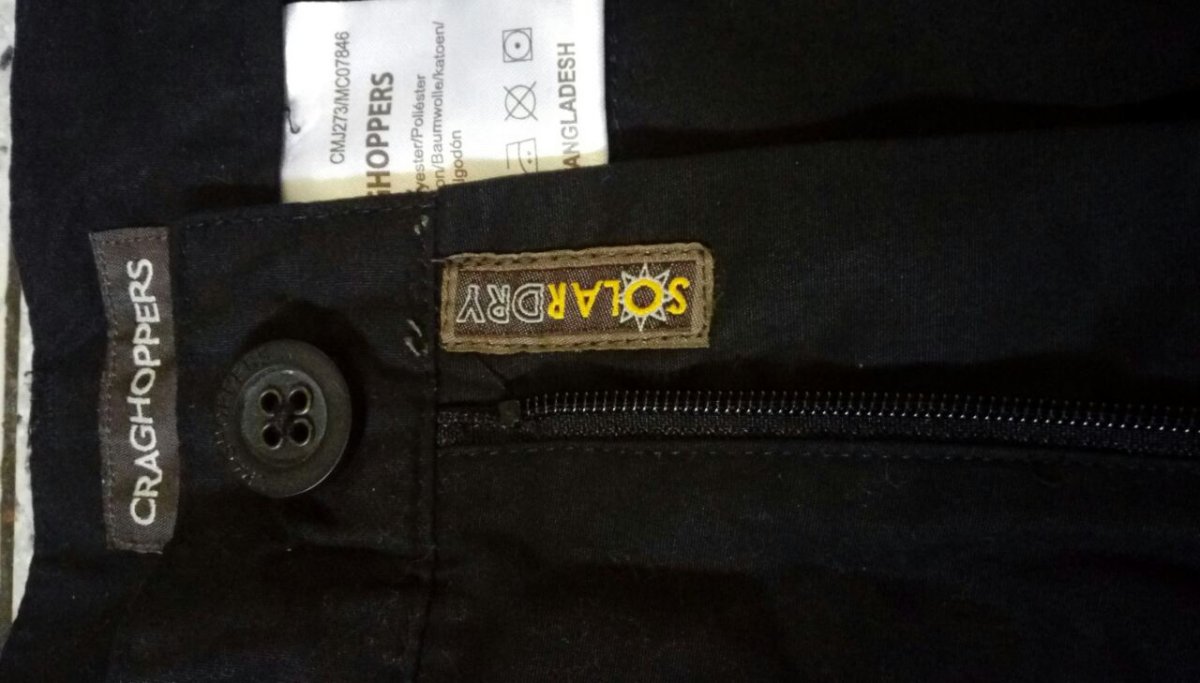 CMJ273/MC07846
GHOPPERS
yester/Poliéster
on/Baumwolle/katoen/
lgodón
ANGLADESH
CRAGHOPPERS
SOLARDRY